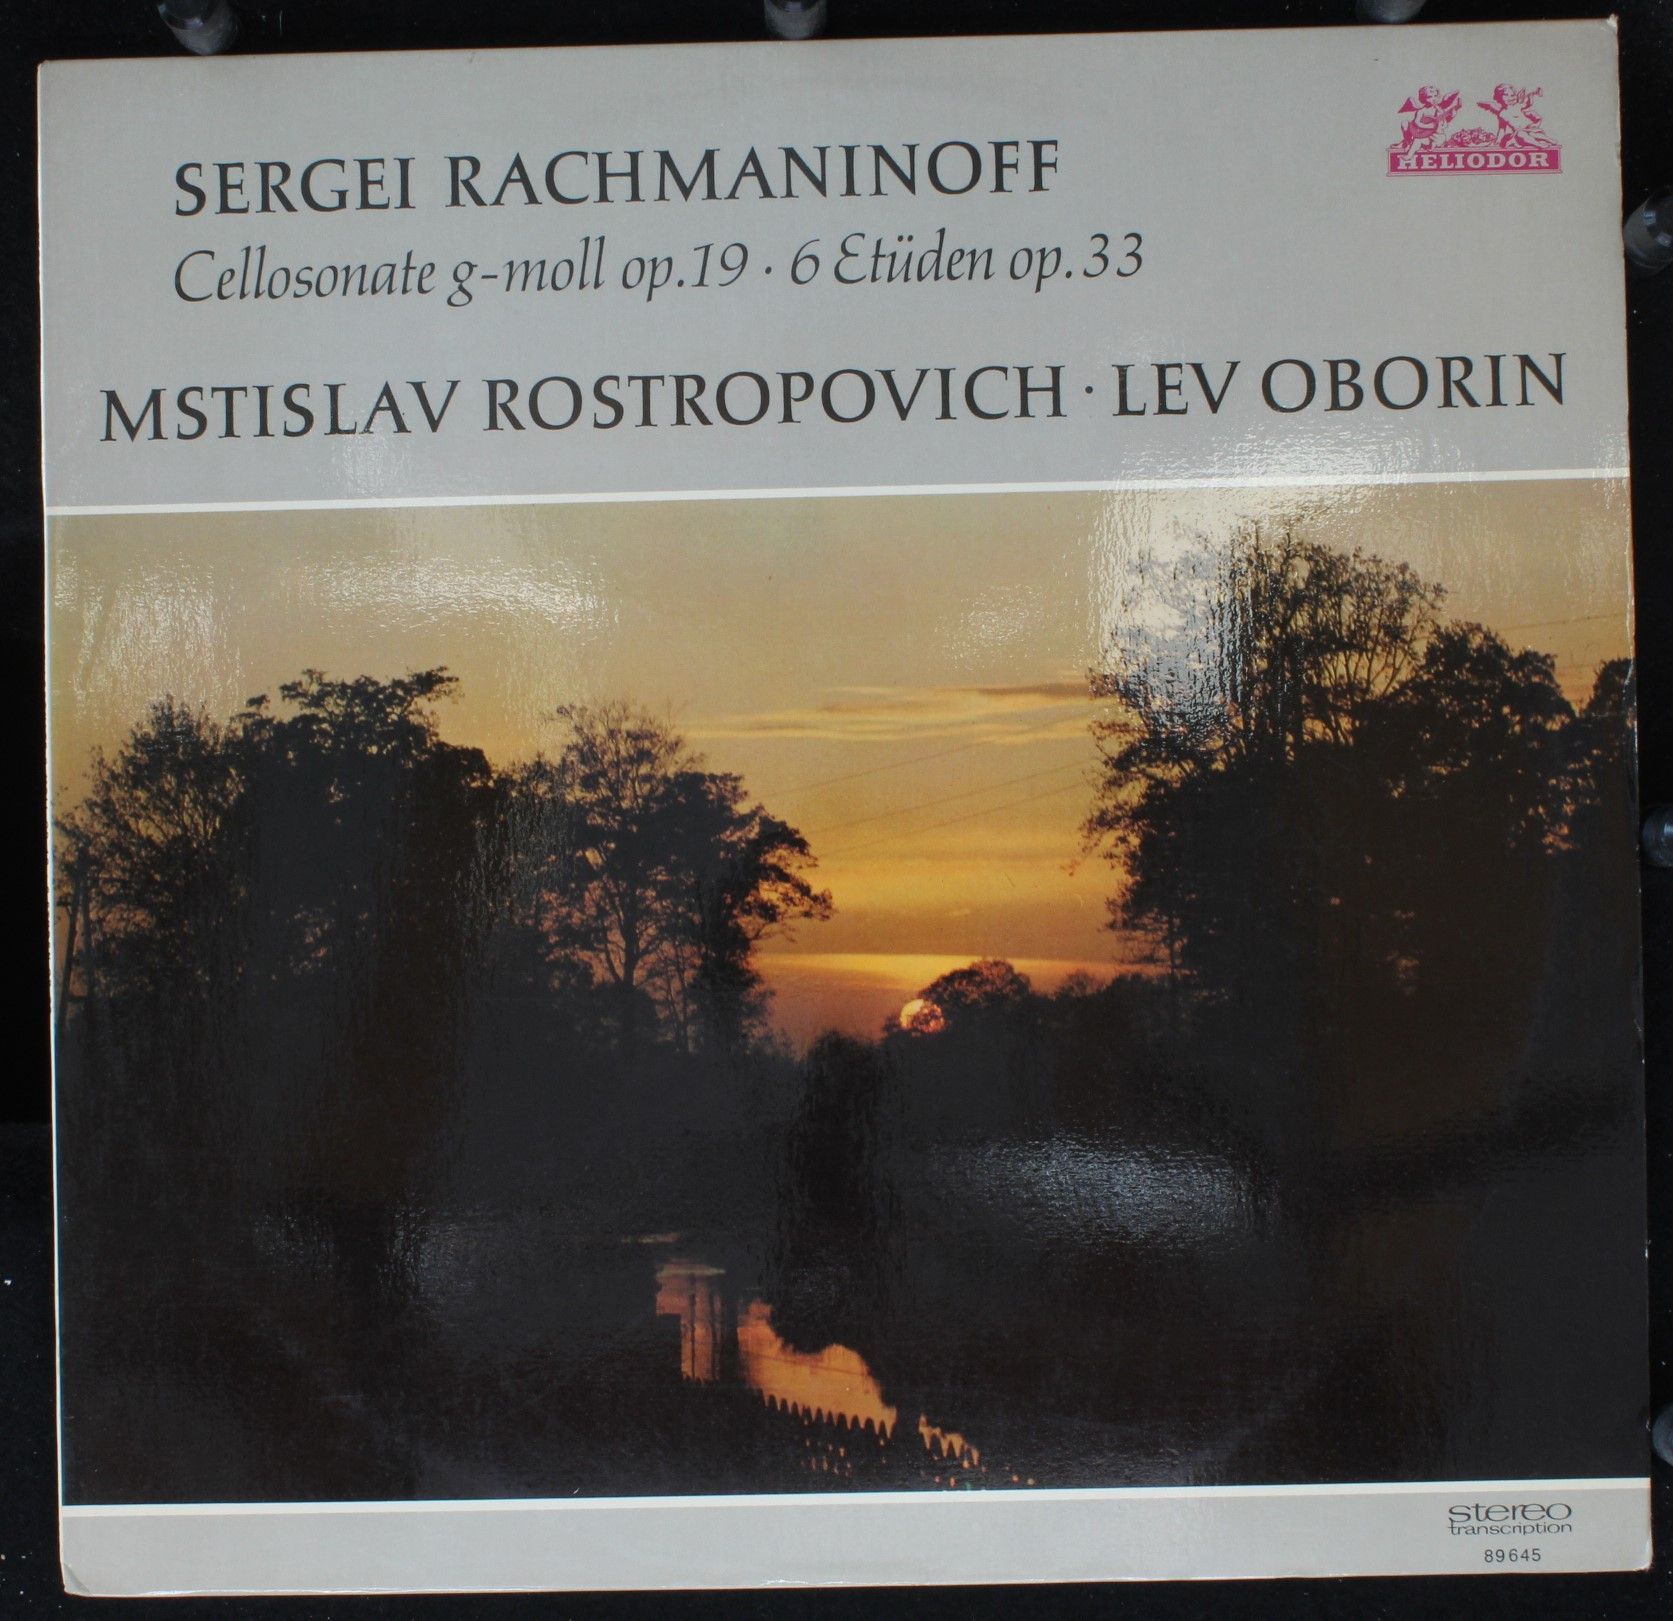 HELIODOR
SERGEI RACHMANINOFF
Cellosonate g-moll op.19 · 6 Etüden op.33
MSTISLAV ROSTROPOVICH · LEV OBORIN
stereo
transcription
89645